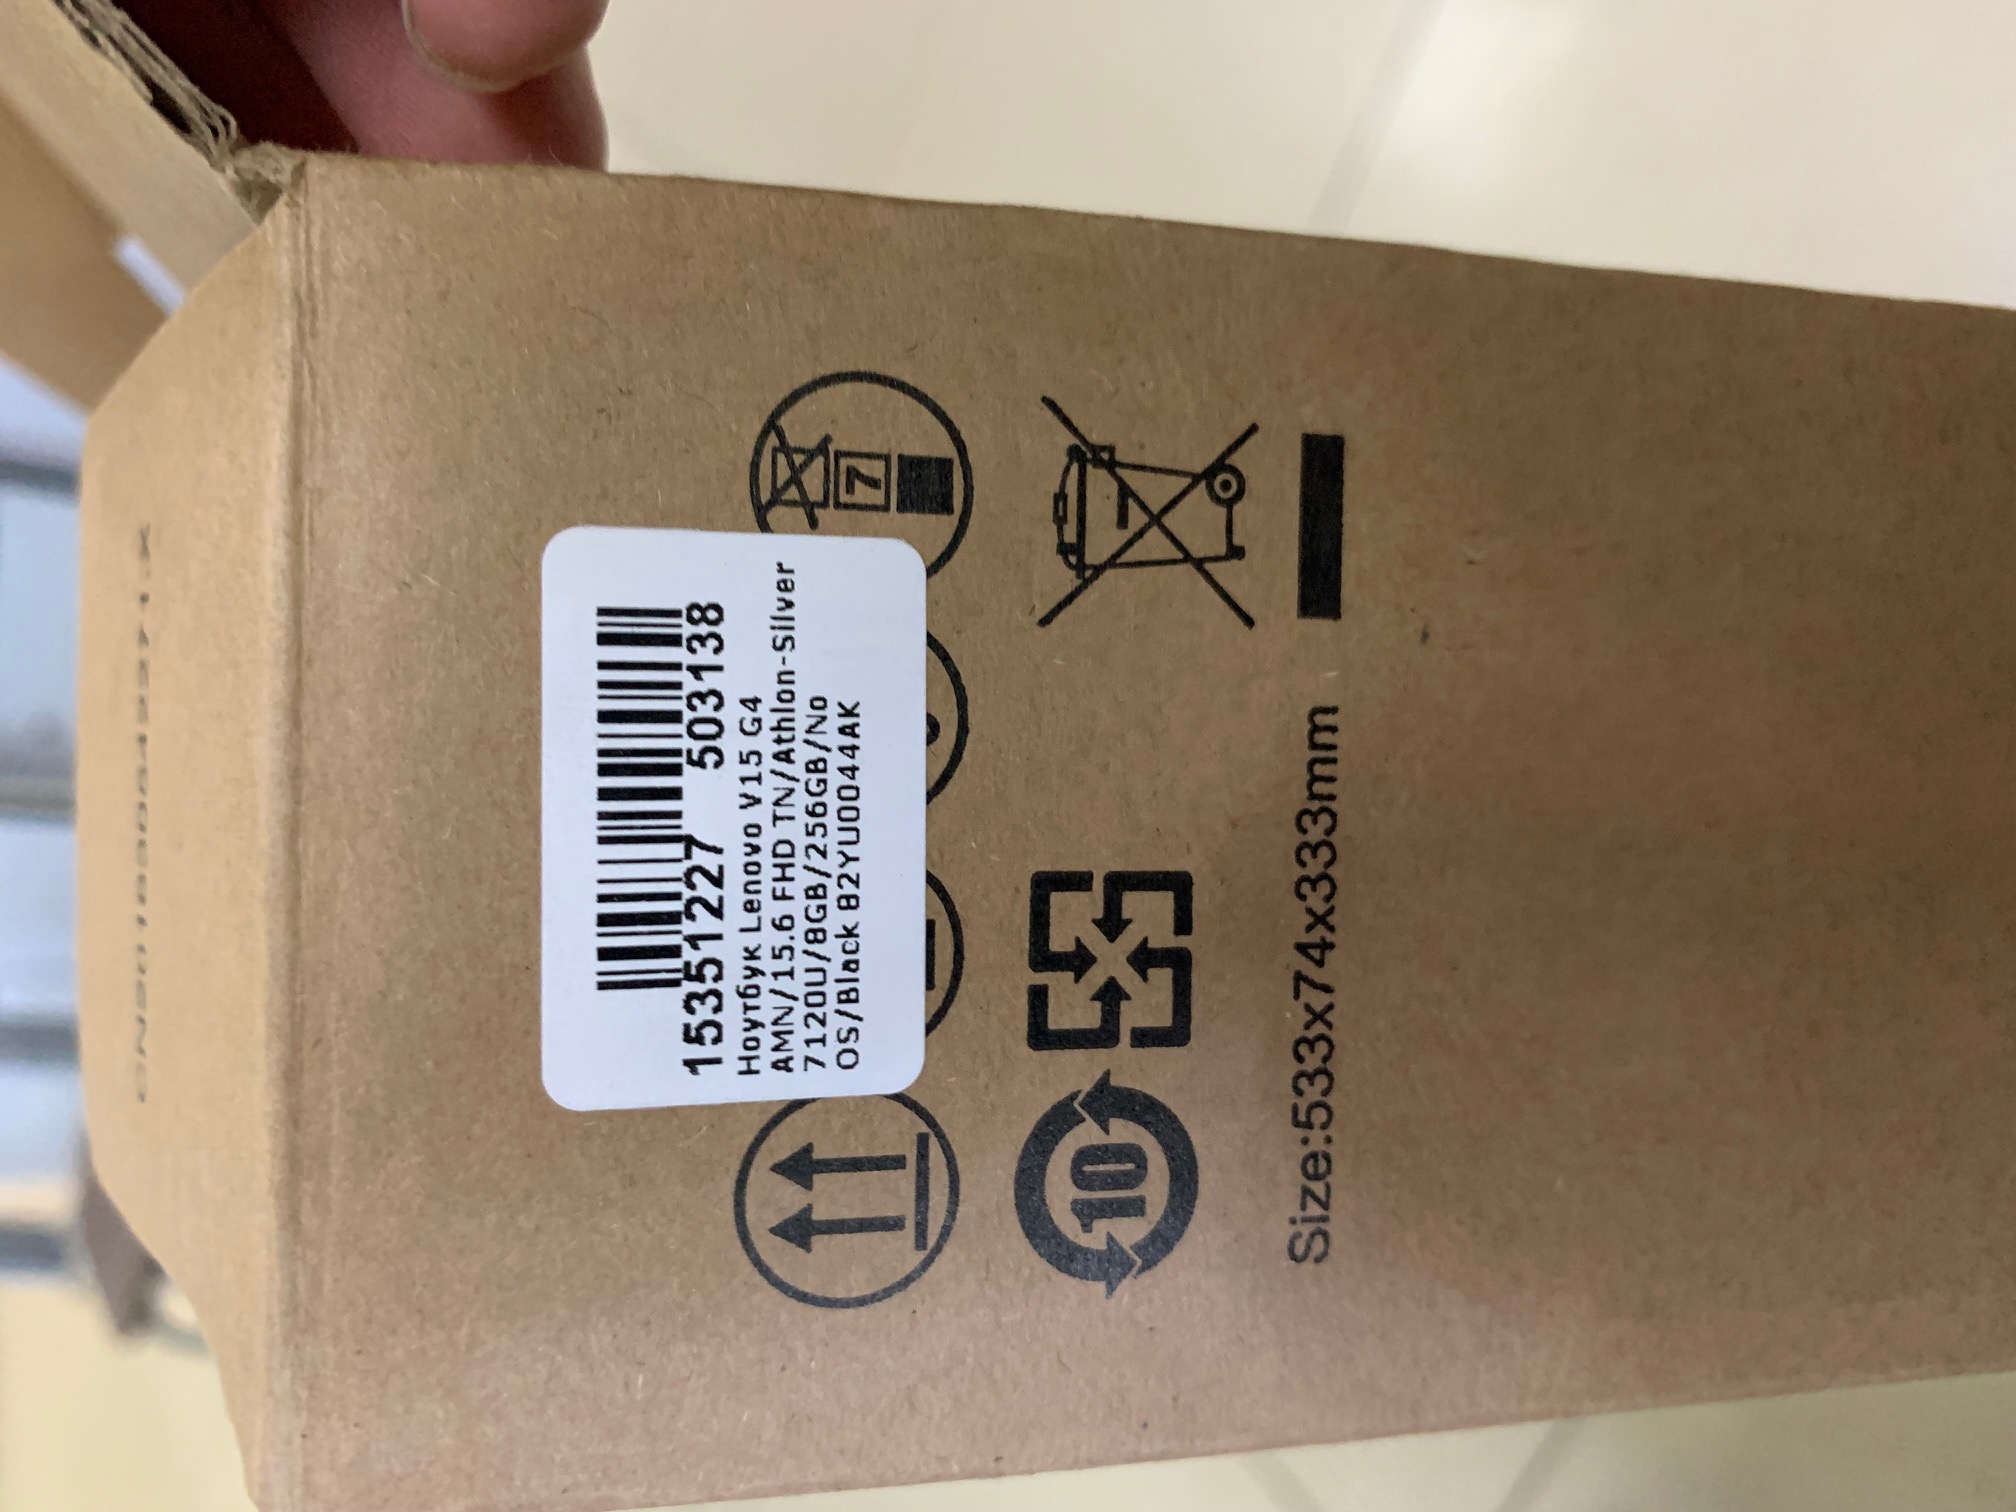 15351227 503138
Ноутбук Lenovo V15 G4
AMN/15.6 FHD TN/Athlon-Silver
7120U/8GB/256GB/No
OS/Black 82YU0044AK
7
10
Size:533x74x333mm